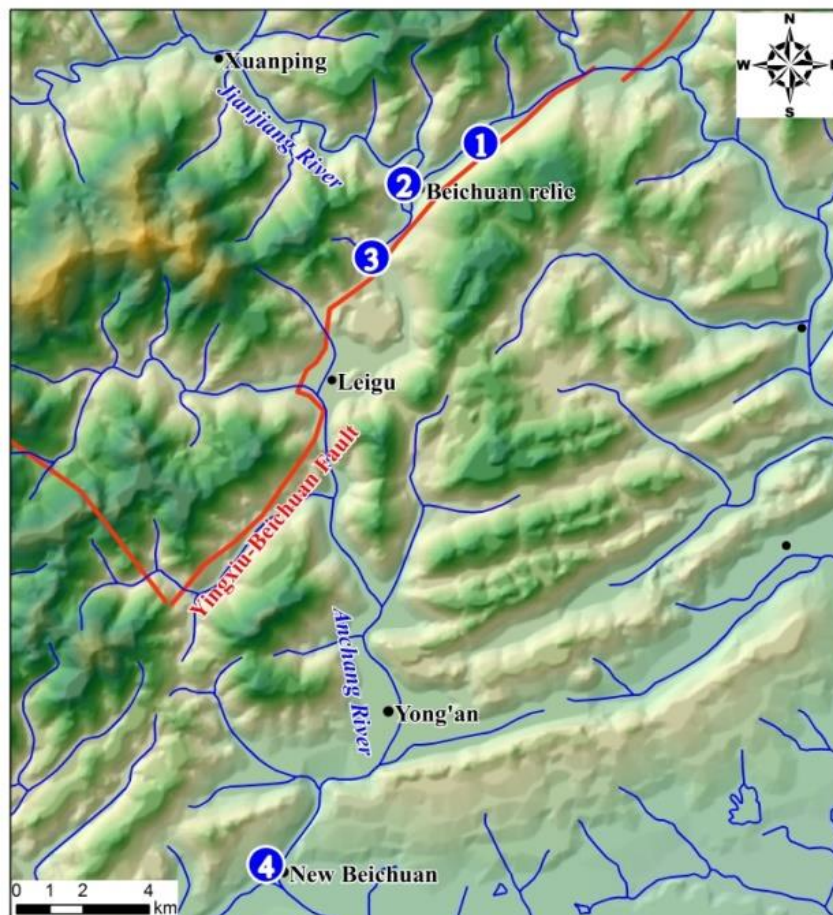 N
W
E
S
Xuanping
Jianjiang River
1
2
Beichuan relic
3
Leigu
Yingxiu-Beichuan Fault
Anchang River
Yong'an
4
New Beichuan
0 1 2 4
km